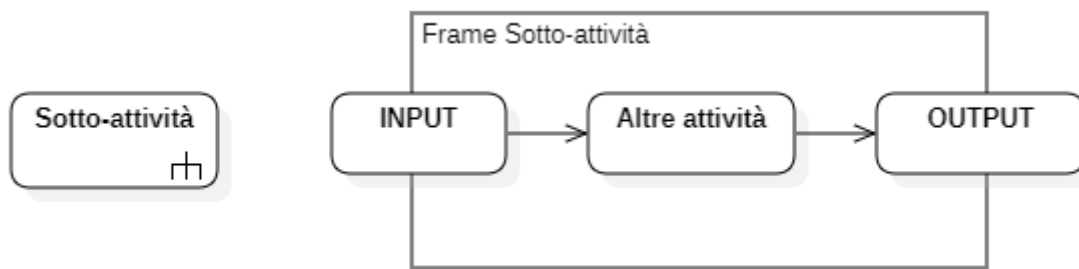 Frame Sotto-attività
Sotto-attività
INPUT
Altre attività
OUTPUT